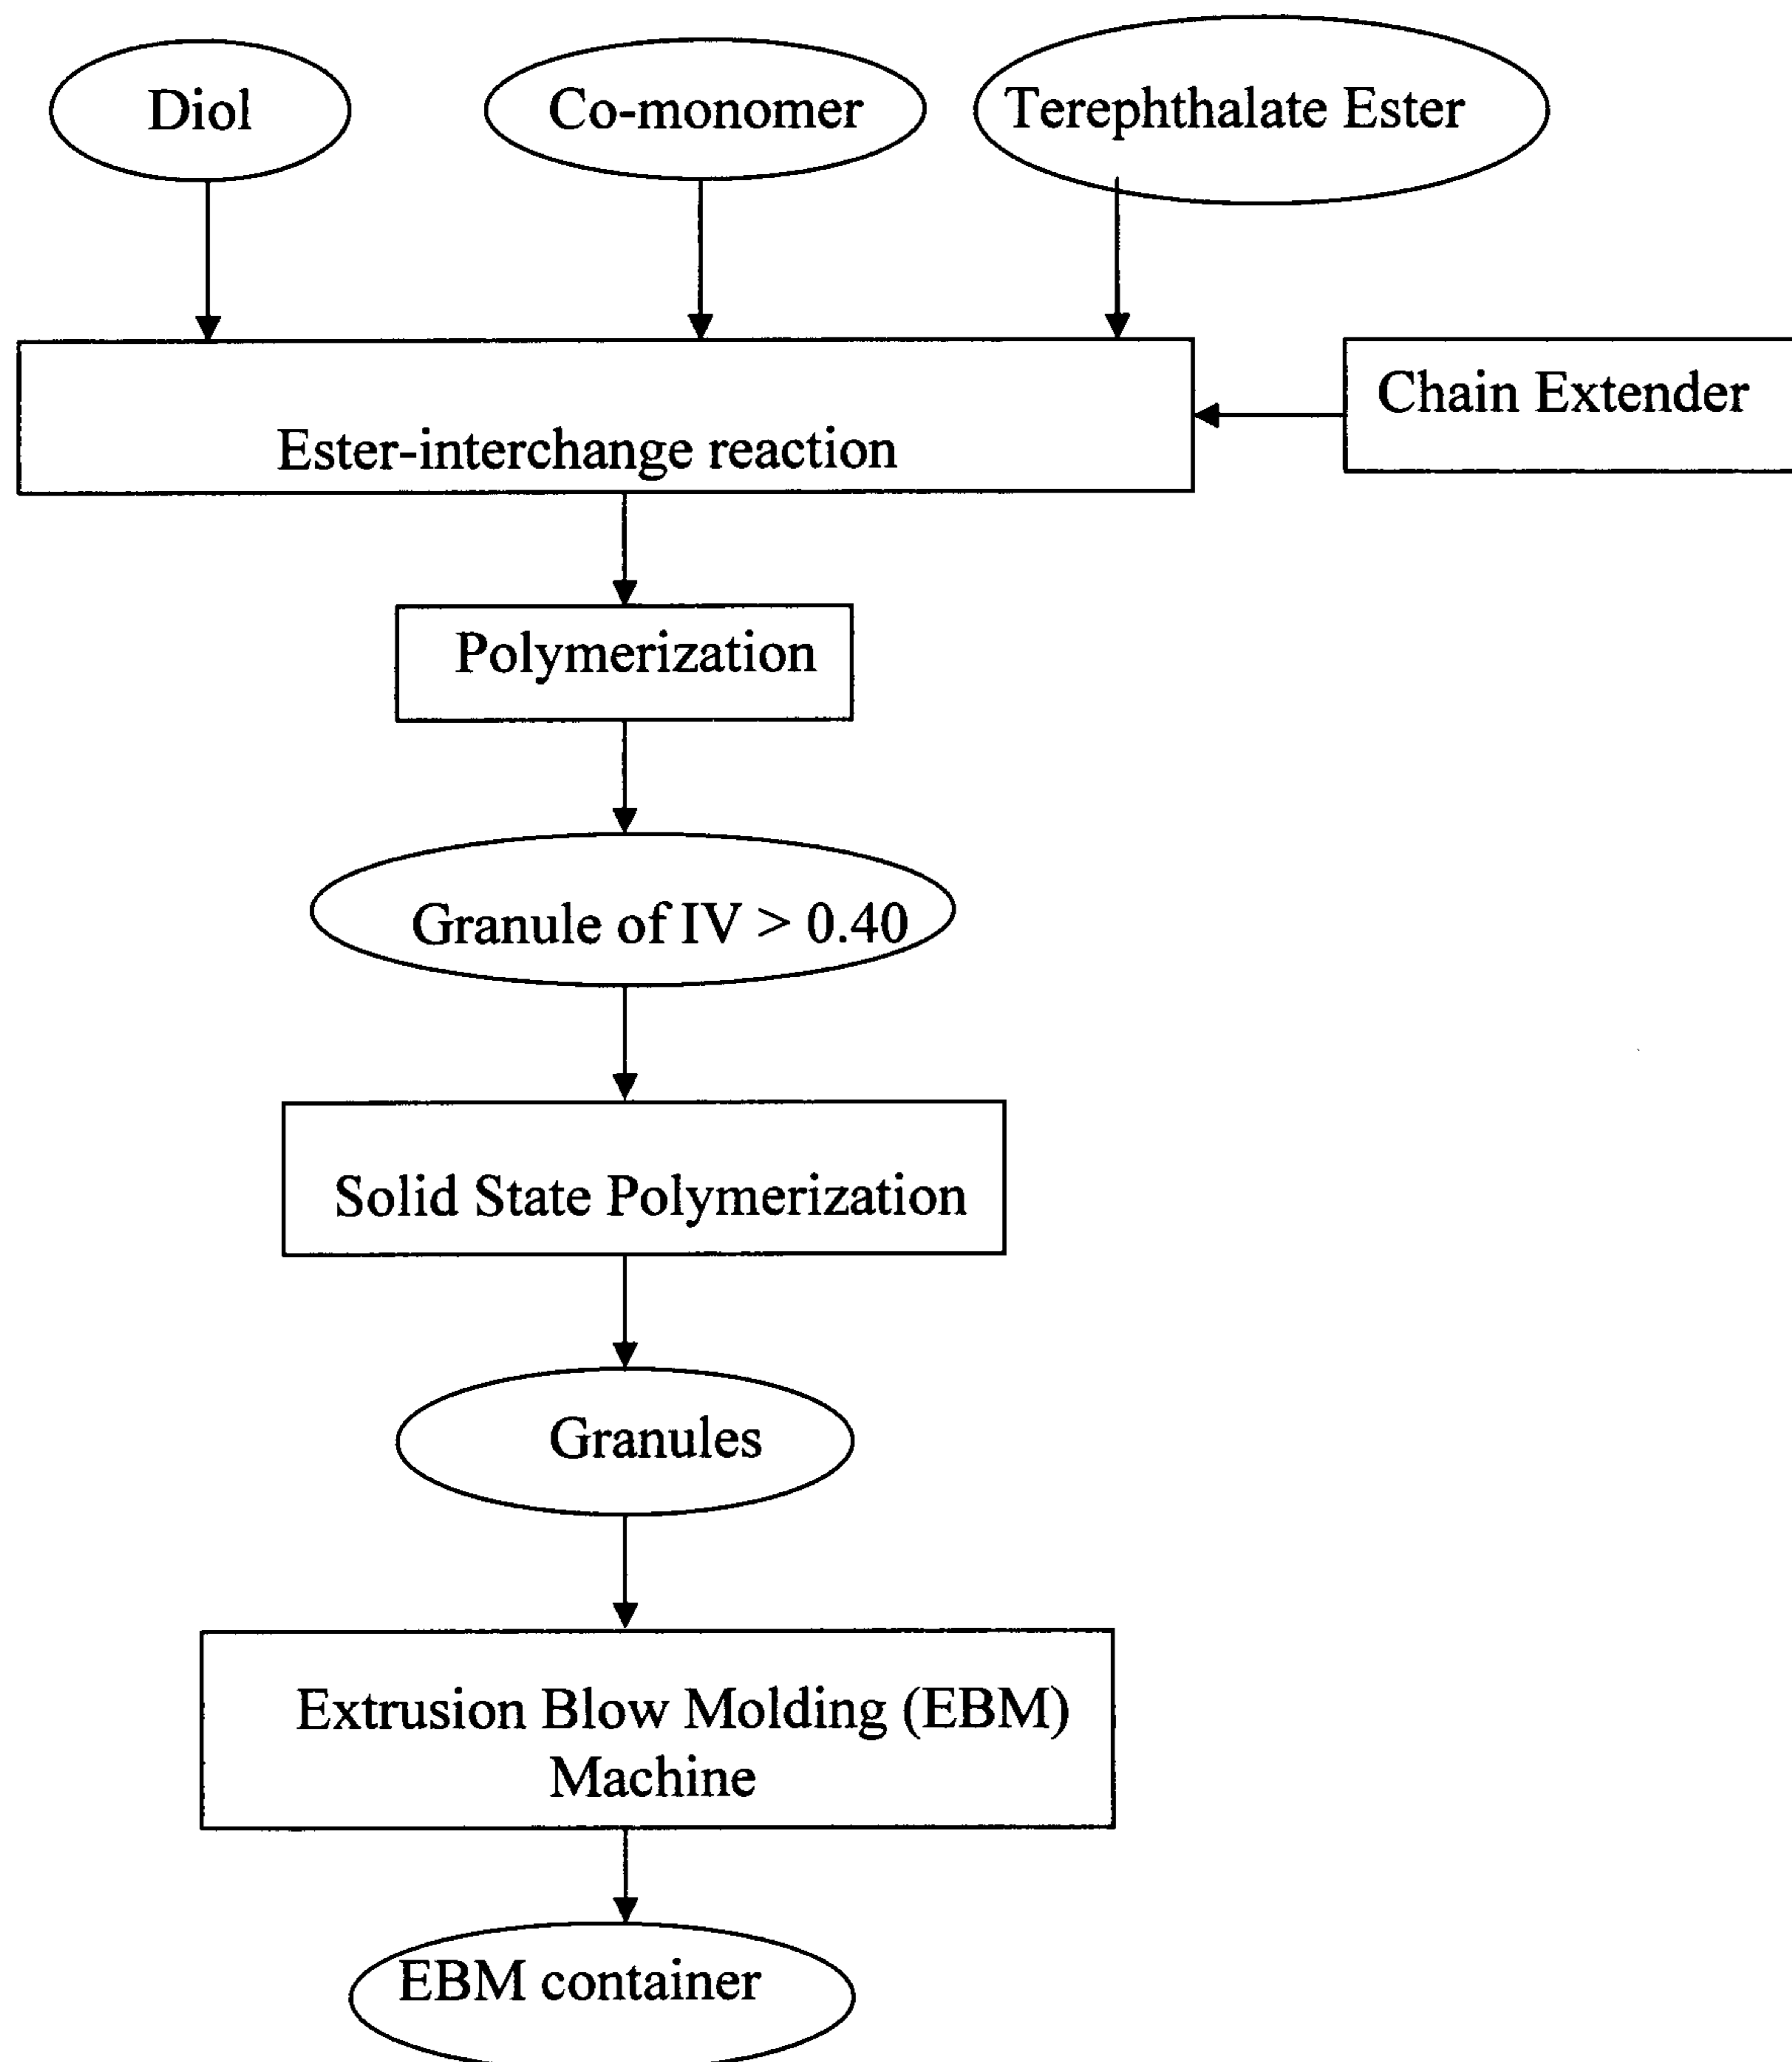 Diol
Co-monomer
Terephthalate Ester
Chain Extender
Ester-interchange reaction
Polymerization
Granule of IV > 0.40
Solid State Polymerization
Granules
Extrusion Blow Molding (EBM)
Machine
EBM container